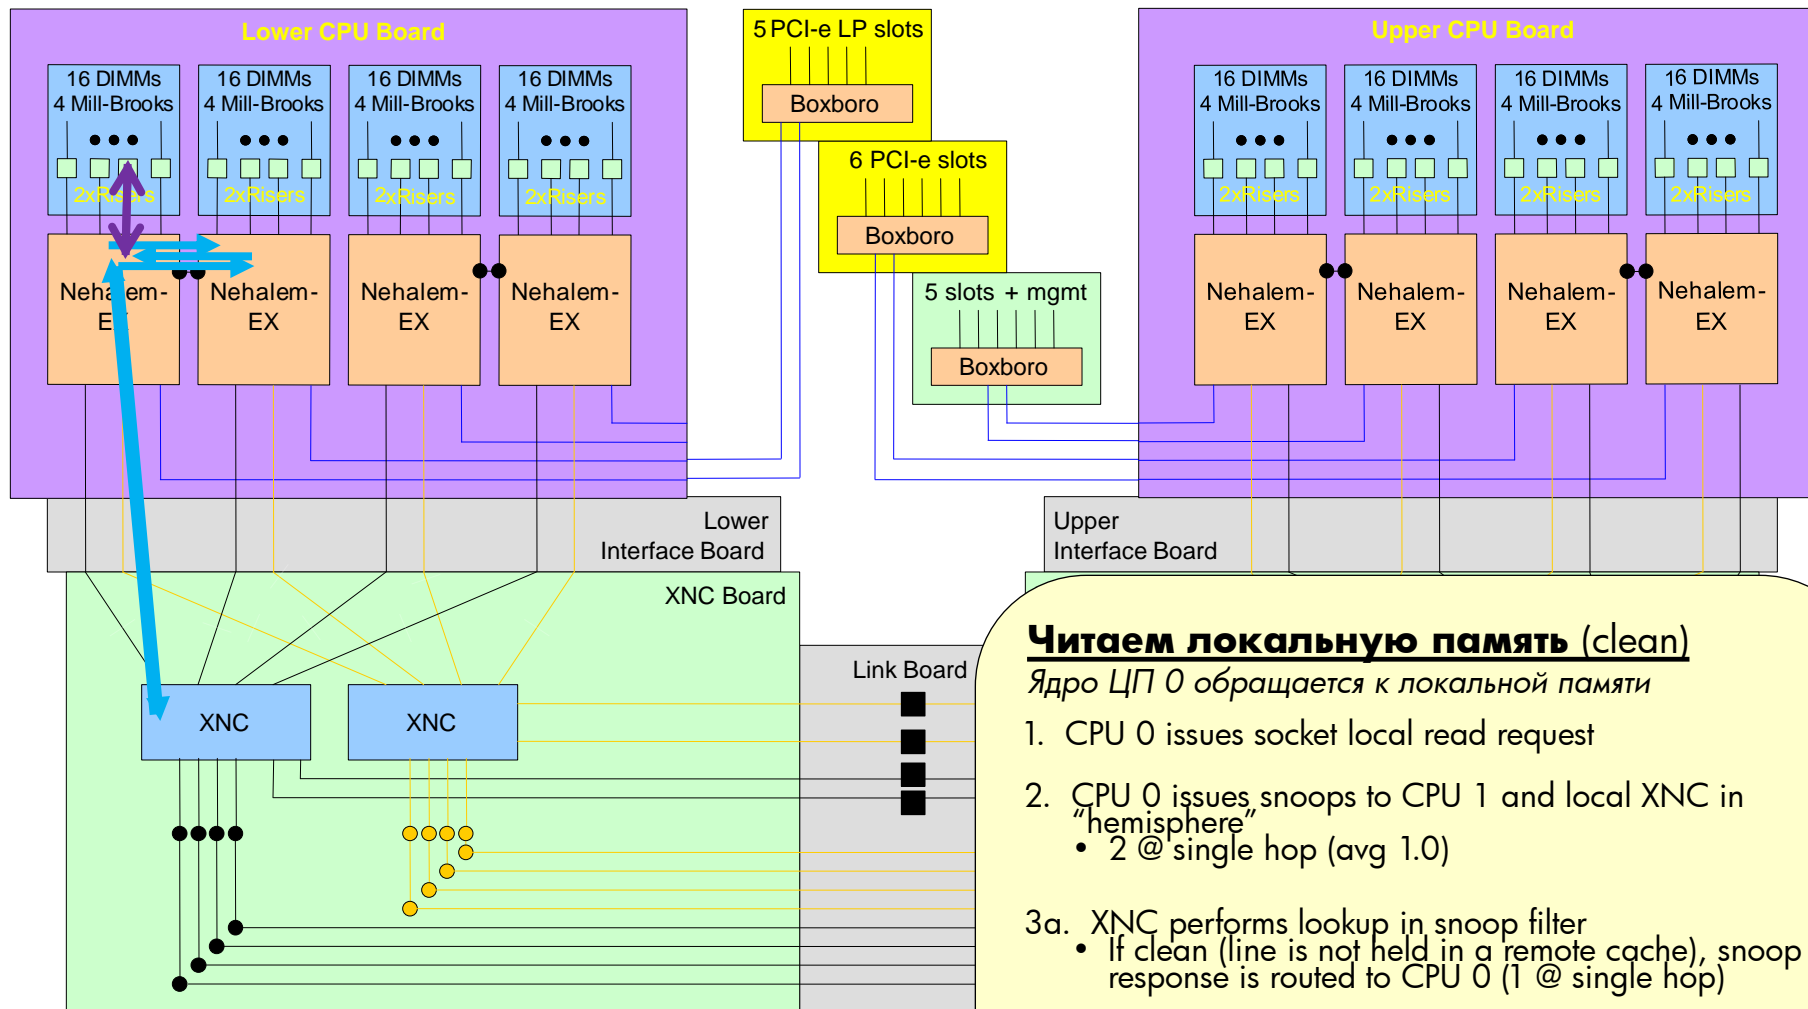 Lower CPU Board
16 DIMMs
4 Mill-Brooks
2xRisers
16 DIMMs
4 Mill-Brooks
2xRisers
16 DIMMs
4 Mill-Brooks
2xRisers
16 DIMMs
4 Mill-Brooks
2xRisers
Nehalem-
EX
Nehalem-
EX
Nehalem-
EX
Nehalem-
EX
5 PCI-e LP slots
Boxboro
6 PCI-e slots
Boxboro
5 slots + mgmt
Boxboro
Upper CPU Board
16 DIMMs
4 Mill-Brooks
2xRisers
16 DIMMs
4 Mill-Brooks
2xRisers
16 DIMMs
4 Mill-Brooks
2xRisers
16 DIMMs
4 Mill-Brooks
2xRisers
Nehalem-
EX
Nehalem-
EX
Nehalem-
EX
Nehalem-
EX
Lower
Interface Board
Upper
Interface Board
XNC Board
XNC
XNC
Link Board
Читаем локальную память (clean)
Ядро ЦП 0 обращается к локальной памяти
1. CPU 0 issues socket local read request
2. CPU 0 issues snoops to CPU 1 and local XNC in
“hemisphere”
• 2 @ single hop (avg 1.0)
3a. XNC performs lookup in snoop filter
• If clean (line is not held in a remote cache), snoop
response is routed to CPU 0 (1 @ single hop)